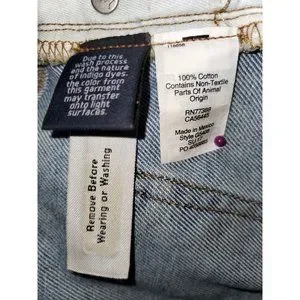 Due to this
wash process
and the nature
of indigo dyes,
the color from
this garment
may transfer
onto light
surfaces.
Remove Before
Wearing or Washing
100% Cotton
Contains Non-Textile
Parts Of Animal
Origin
RN77388
Made in Mexico